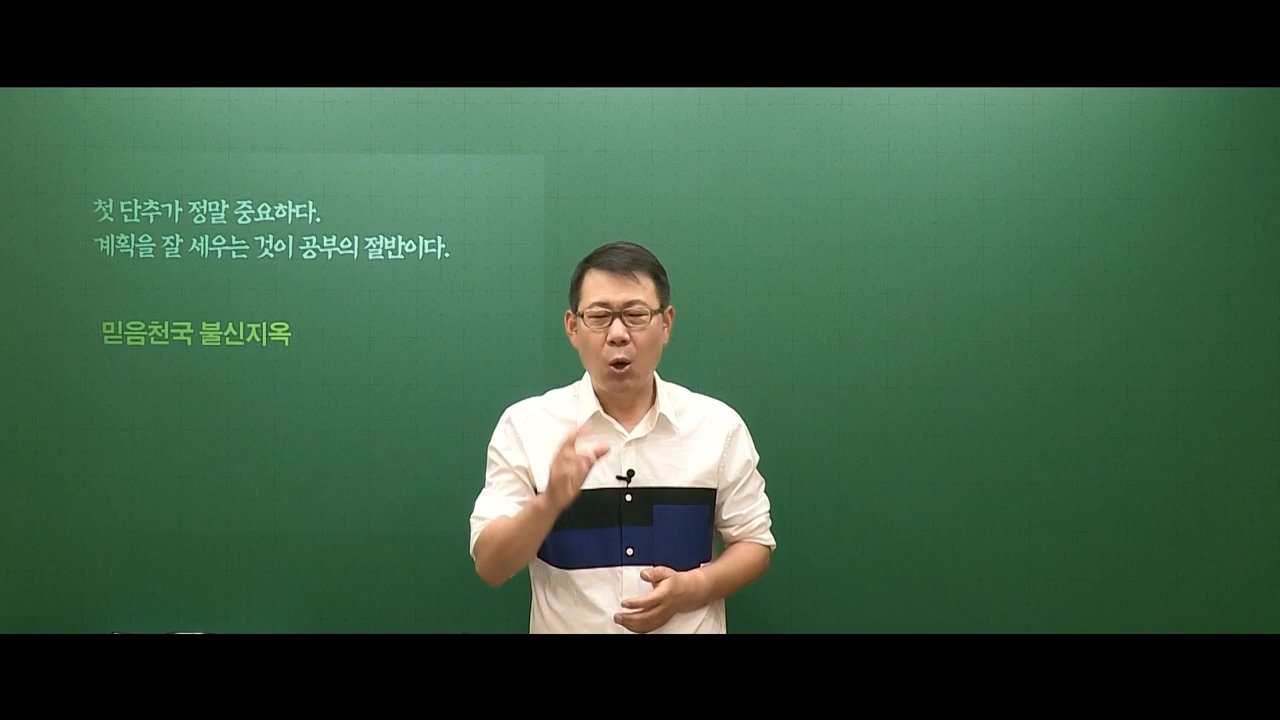 첫 단추가 정말 중요하다.
계획을 잘 세우는 것이 공부의 절반이다.
믿음천국 불신지옥